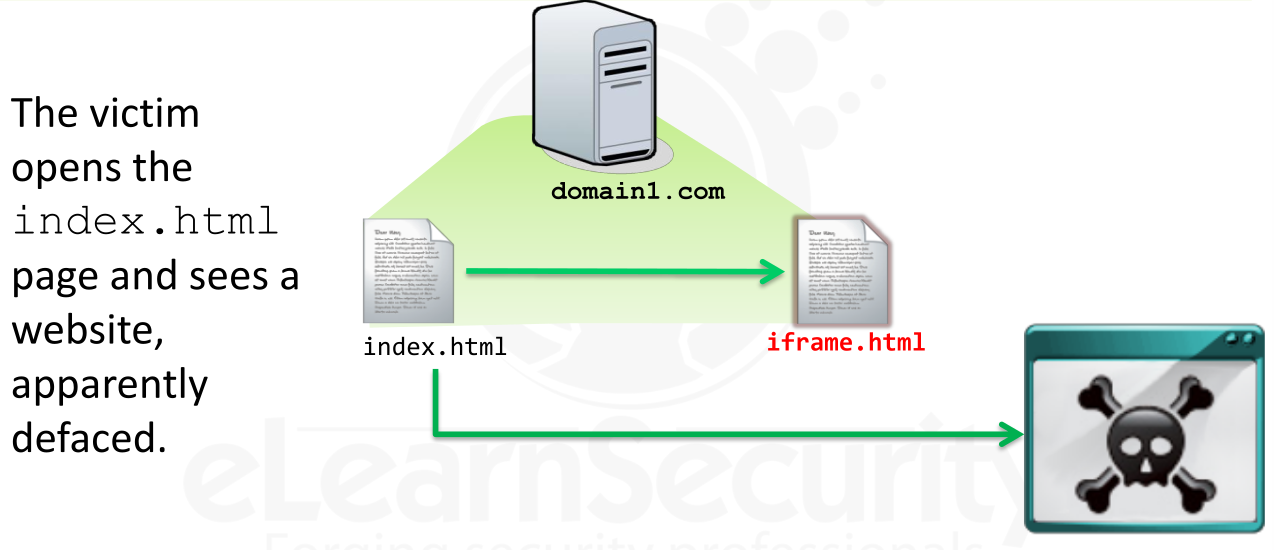 The victim
opens the
index.html
page and sees a
website,
apparently
defaced.
domain1.com
index.html
iframe.html
eLearnSecurity
Forging security professionals